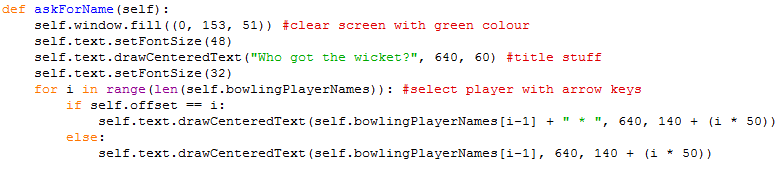 def askForName(self):
    self.window.fill((0, 153, 51)) #clear screen with green colour
    self.text.setFontSize(48)
    self.text.drawCenteredText("Who got the wicket?", 640, 60) #title stuff
    self.text.setFontSize(32)
    for i in range(len(self.bowlingPlayerNames)): #select player with arrow keys
        if self.offset == i:
            self.text.drawCenteredText(self.bowlingPlayerNames[i-1] + " * ", 640, 140 + (i * 50))
        else:
            self.text.drawCenteredText(self.bowlingPlayerNames[i-1], 640, 140 + (i * 50))